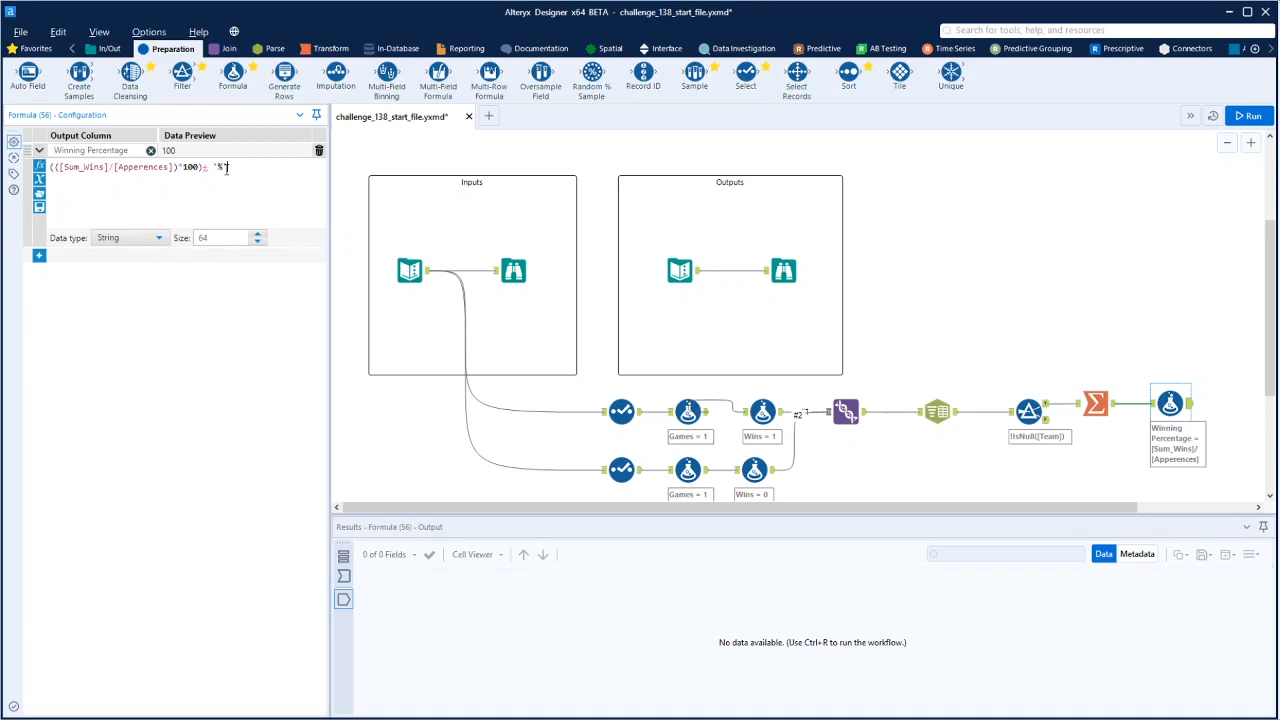 Alteryx Designer x64 BETA - challenge_138_start_file.yxmd*
File Edit View Options Help
Search for tools, help, and resources
Favorites In/Out Preparation Join Parse Transform In-Database Reporting Documentation Spatial Interface Data Investigation Predictive AB Testing Time Series Predictive Grouping Prescriptive Connectors
Auto Field
Create Samples
Data Cleansing
Filter
Formula
Generate Rows
Imputation
Multi-Field Binning
Multi-Field Formula
Multi-Row Formula
Oversample Field
Random % Sample
Record ID
Sample
Select
Select Records
Sort
Tile
Unique
Formula (56) - Configuration
challenge_138_start_file.yxmd*
Run
Output Column Data Preview
Winning Percentage 100
(([Sum_Wins]/[Apperences])*100)+ '%'
Data type: String Size: 64
Inputs
Outputs
#2
Games = 1
Wins = 1
!IsNull([Team])
Winning
Percentage =
[Sum_Wins]/
[Apperences]
Games = 1
Wins = 0
Results - Formula (56) - Output
0 of 0 Fields Cell Viewer Data Metadata
No data available. (Use Ctrl+R to run the workflow.)